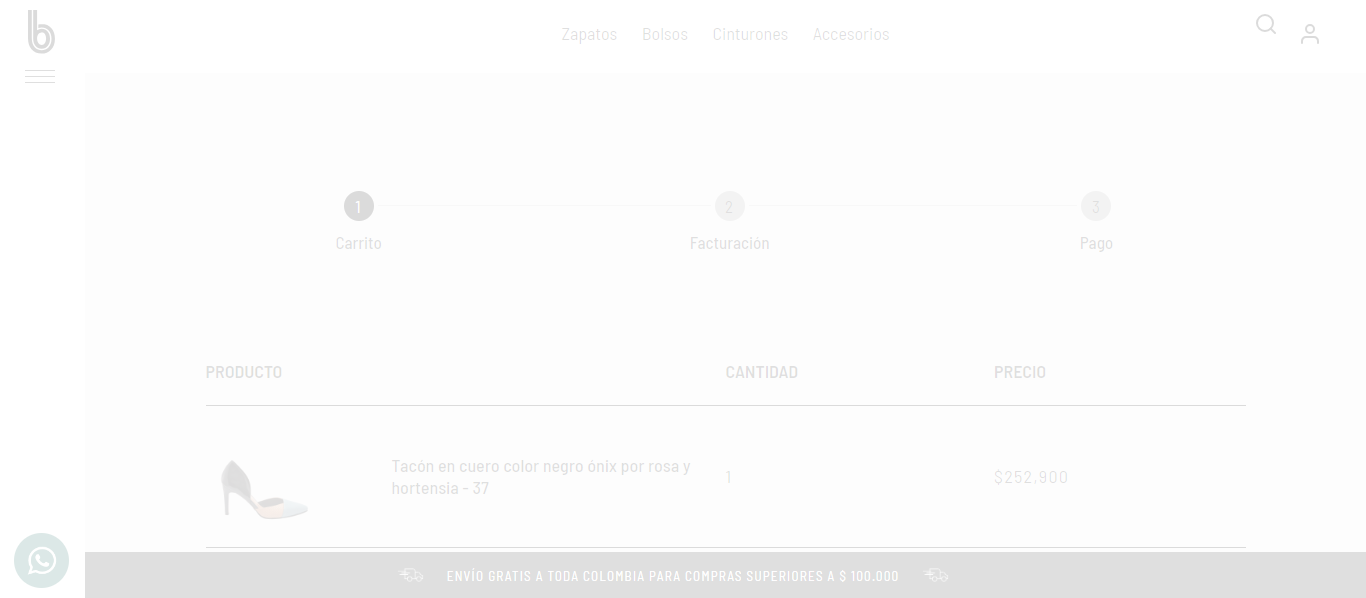 b
Zapatos Bolsos Cinturones Accesorios
1 2 3
Carrito Facturación Pago
PRODUCTO CANTIDAD PRECIO
Tacón en cuero color negro ónix por rosa y
hortensia - 37
1 $252,900
ENVÍO GRATIS A TODA COLOMBIA PARA COMPRAS SUPERIORES A $ 100.000